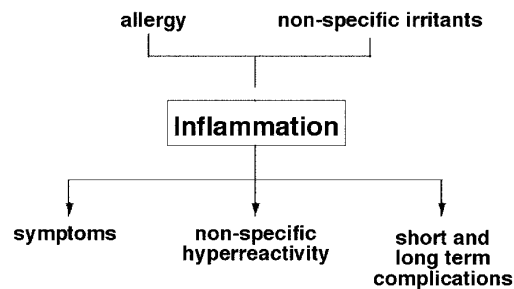 allergy
non-specific irritants
Inflammation
symptoms
non-specific
hyperreactivity
short and
long term
complications